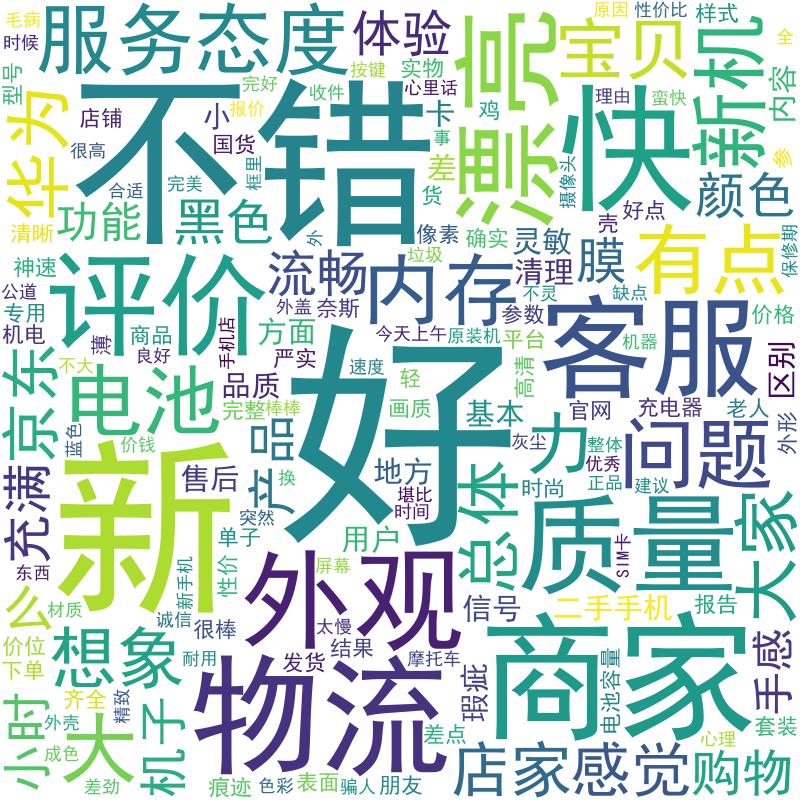 毛病
时候
型号
服务态度
体验
漂亮
宝贝
原因
性价比
样式
全
完好
按键
实物
心里话
理由
蛮快
内容
新机
店铺
报价
收件
小
卡
鸡
华为
不错
快
国货
事
参
很高
合适
完美
框里
差
货
摄像头
颜色
功能
黑色
清晰
外
像素
确实
灵敏
壳
好点
神速
评价
流畅
内存
垃圾
清理
膜
有点
保修期
公道
专用
外盖
奈斯
不灵
缺点
参数
客服
价格
机电
薄
商品
方面
今天上午
原装机
平台
机器
良好
手机店
严实
京东
不大
电池
品质
速度
轻
高清
区别
好
完整
棒棒
画质
基本
官网
充电器
老人
蓝色
价钱
新
产品
灰尘
力
整体
问题
外形
充满
售后
换
地方
堪比
时间
总体
时尚
优秀
正品
建议
突然
单子
用户
质量
大家
东西
性价
新手机
诚信
外观
屏幕
SIM卡
么
材质
很棒
太慢
信号
二手手机
报告
价位
下单
想象
耐用
发货
结果
摩托车
商家
手感
小时
齐全
精致
物流
瑕疵
电池容量
外壳
大
机子
差点
心理
套装
成色
差劲
痕迹
色彩
表面
骗人
朋友
店家
感觉
购物